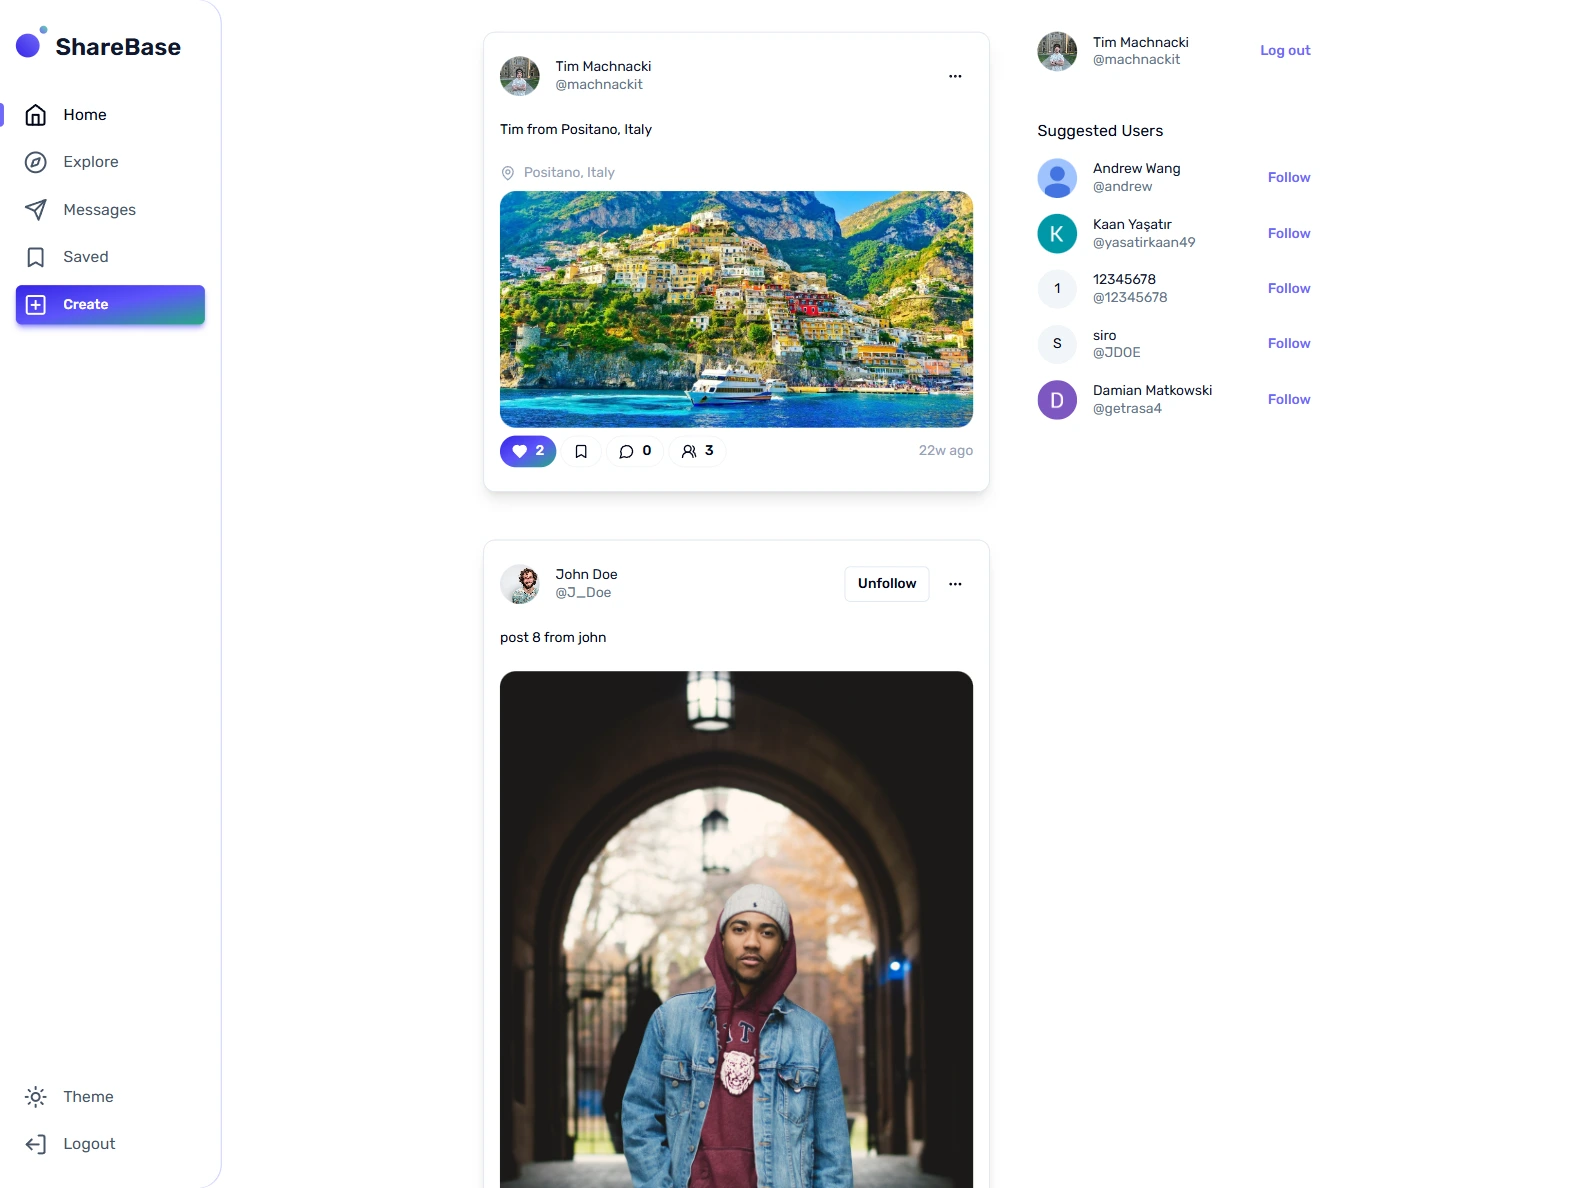 ShareBase
Home
Explore
Messages
Saved
Create
Theme
Logout
Tim Machnacki
@machnackit
Tim from Positano, Italy
Positano, Italy
2
0
3
22w ago
John Doe
@J_Doe
Unfollow
post 8 from john
Tim Machnacki
@machnackit
Log out
Suggested Users
Andrew Wang
@andrew
Follow
K
Kaan Yaşatır
@yasatirkaan49
Follow
1
12345678
@12345678
Follow
S
siro
@JDOE
Follow
D
Damian Matkowski
@getrasa4
Follow